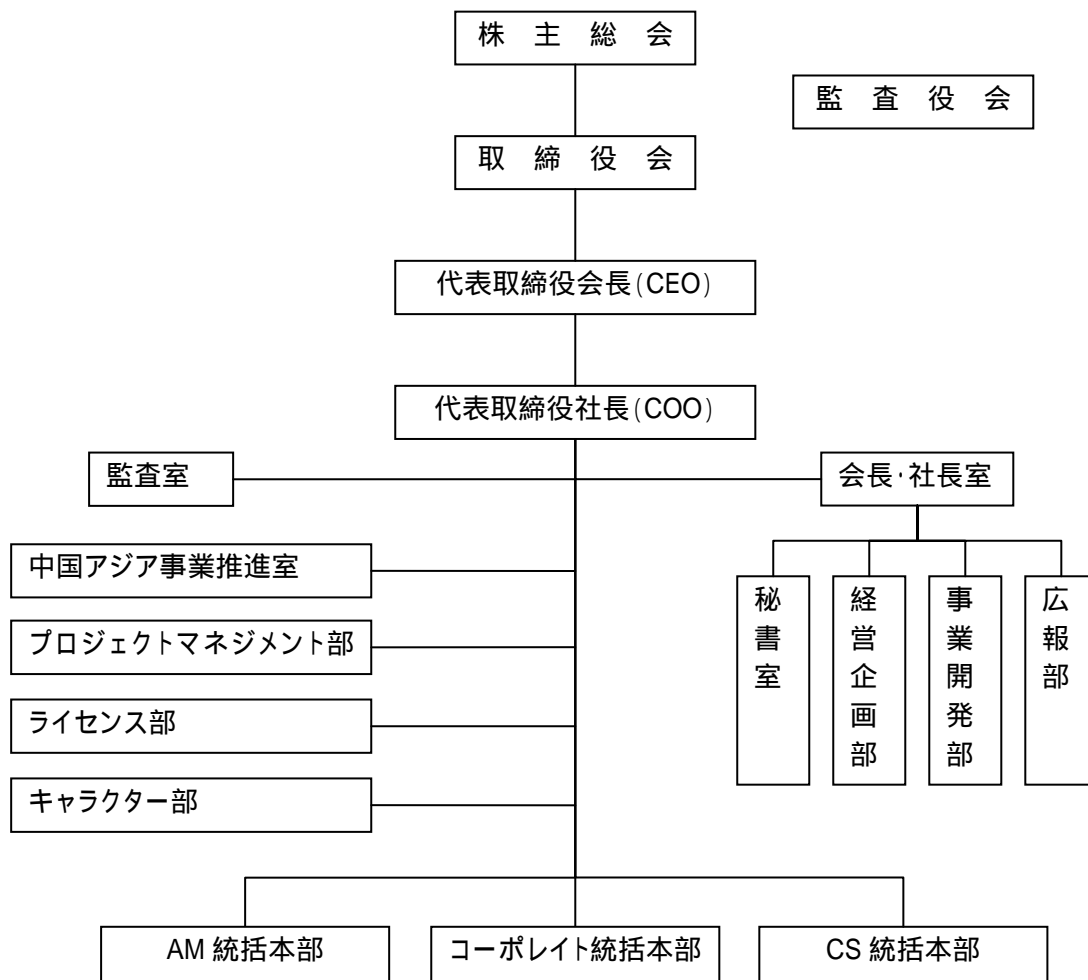 株主総会
監査役会
取締役会
代表取締役会長(CEO)
代表取締役社長(COO)
監査室
会長･社長室
中国アジア事業推進室
プロジェクトマネジメント部
ライセンス部
キャラクター部
秘書室
経営企画部
事業開発部
広報部
AM 統括本部
コーポレイト統括本部
CS 統括本部